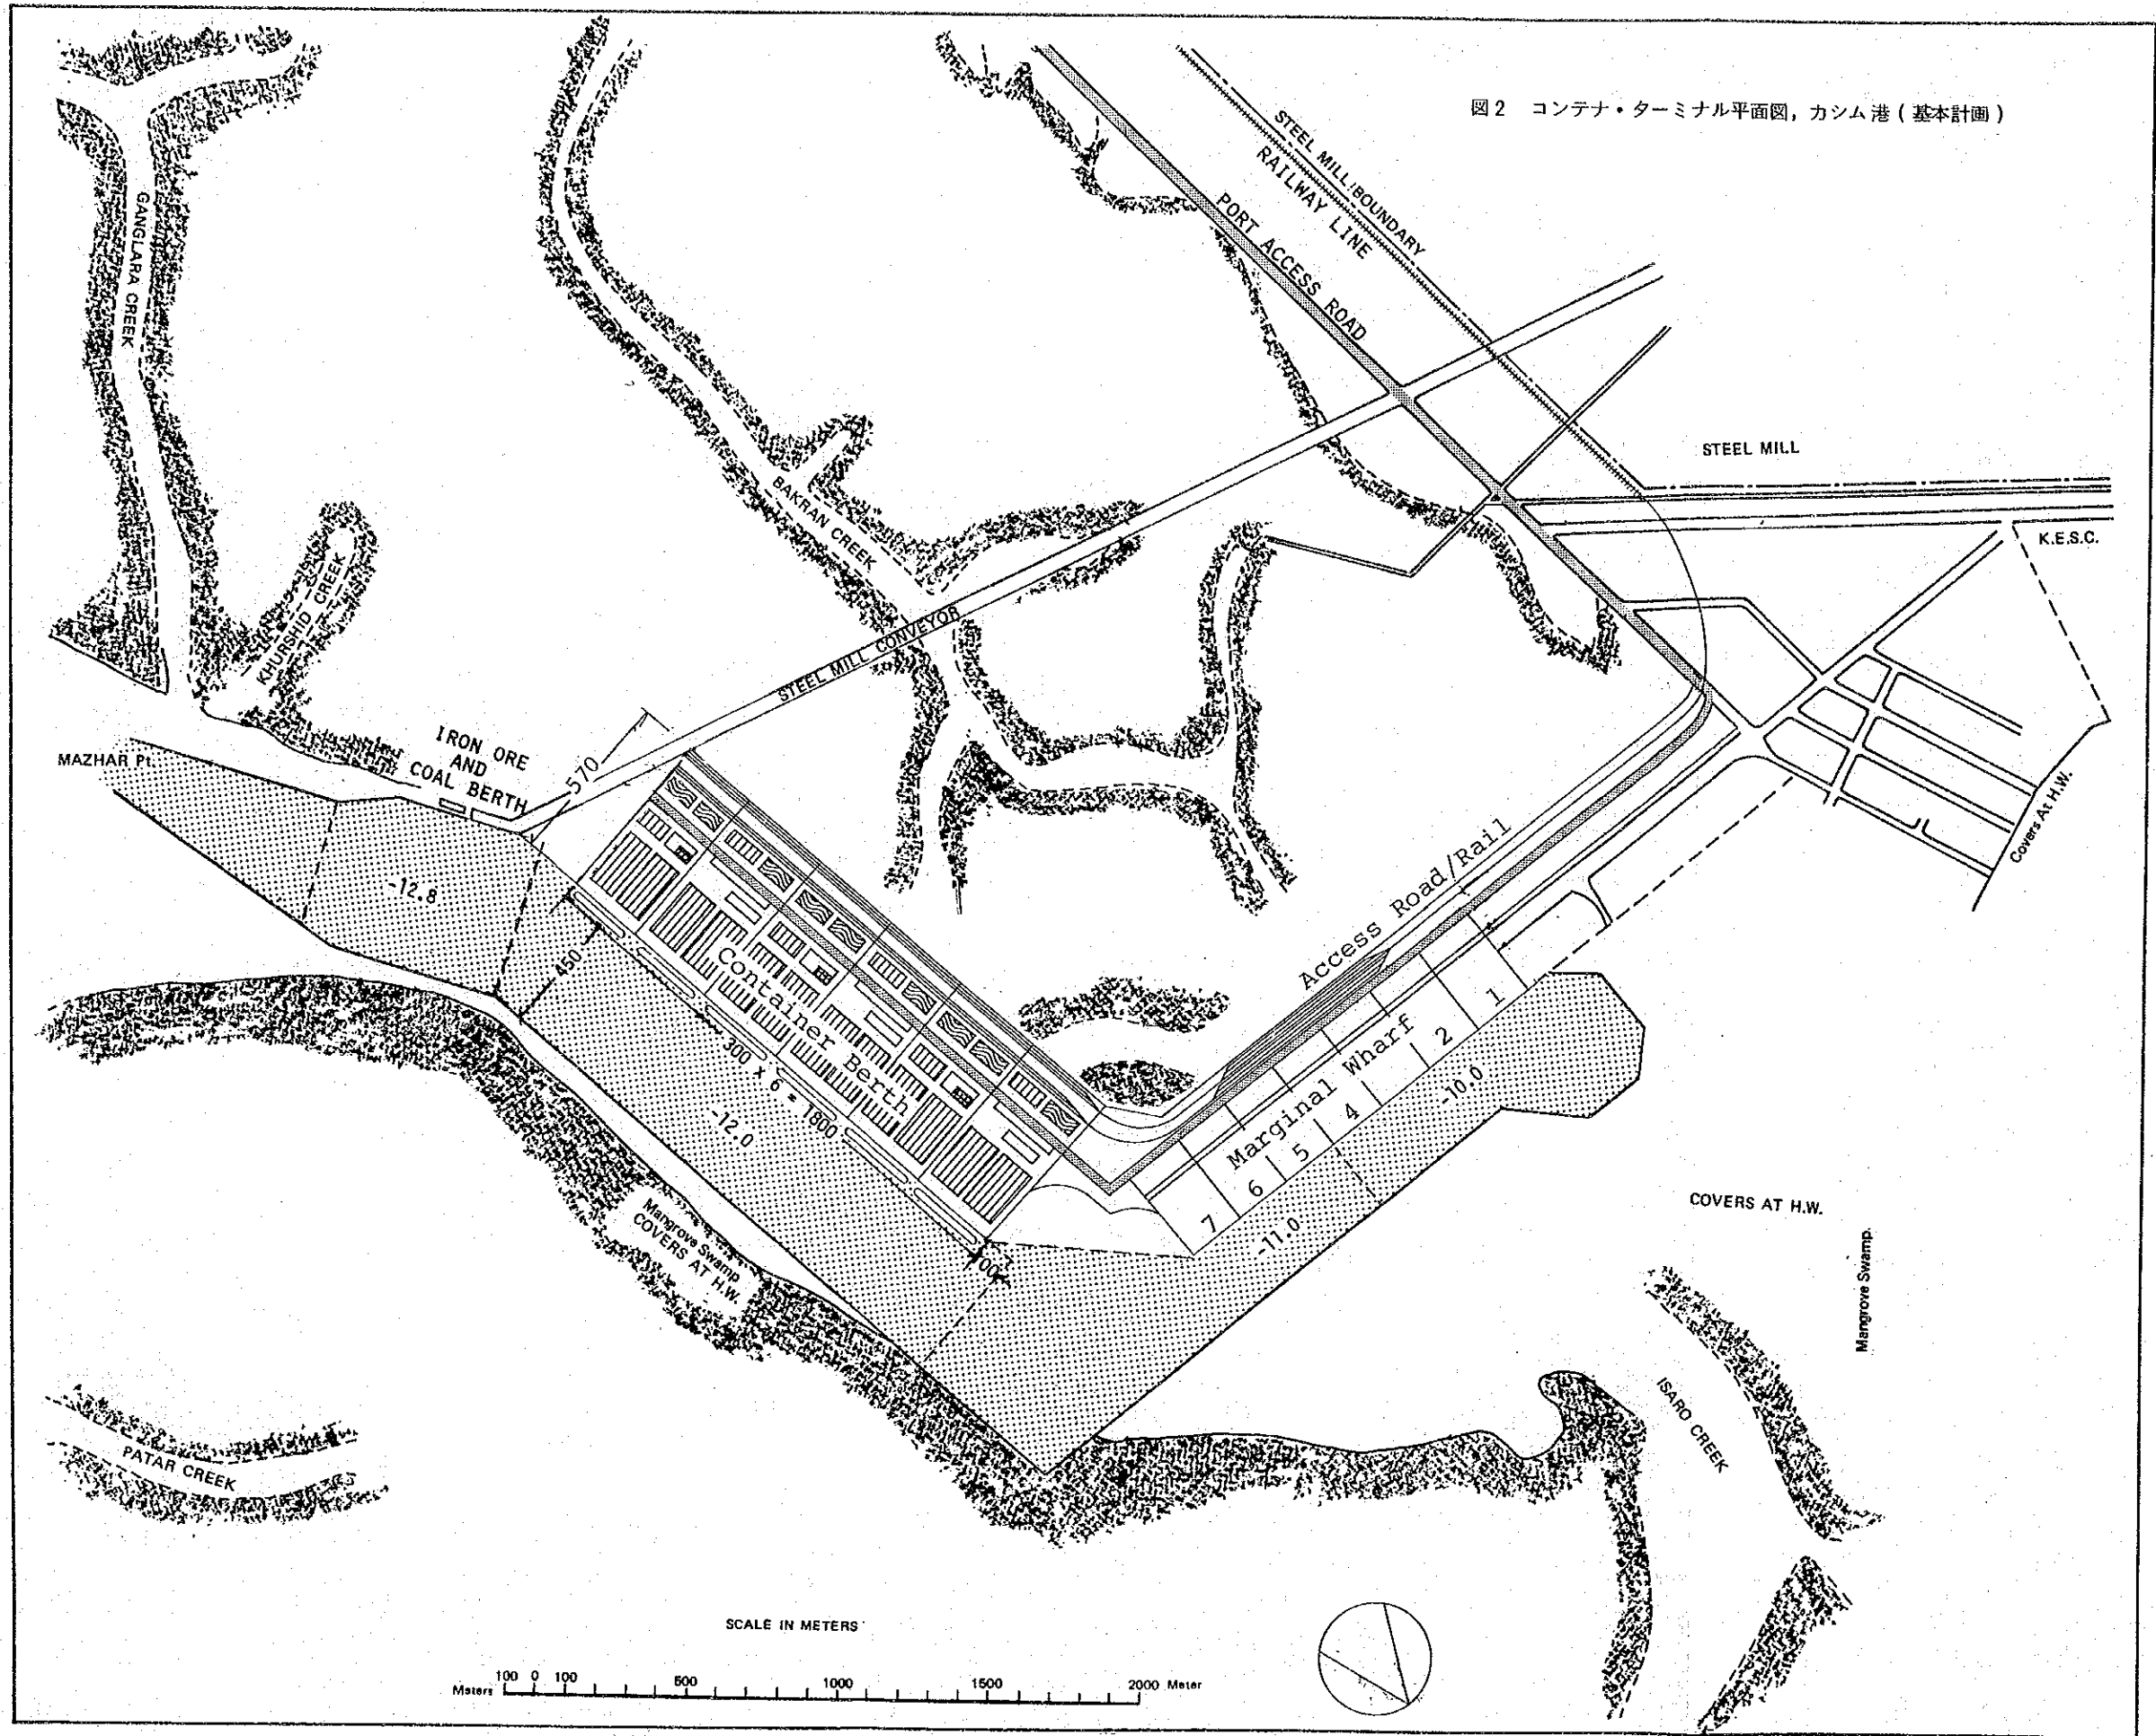 図2 コンテナ・ターミナル平面図，カシム港（基本計画）
STEEL MILL BOUNDARY
RAILWAY LINE
PORT ACCESS ROAD
GANGLARA CREEK
STEEL MILL
K.E.S.C.
BAKRAN CREEK
KHURSHID CREEK
STEEL MILL CONVEYOR
MAZHAR Pt.
IRON ORE
AND
COAL BERTH
570
Covers At H.W.
-12.8
450
Access Road/Rail
Container Berth
300 x 6 = 1800
-12.0
Marginal Wharf
1
2
4
5
6
7
-10.0
-11.0
Mangrove Swamp
COVERS AT H.W.
COVERS AT H.W.
Mangrove Swamp.
ISARO CREEK
PATAR CREEK
SCALE IN METERS
Meters 100 0 100 500 1000 1500 2000 Meter